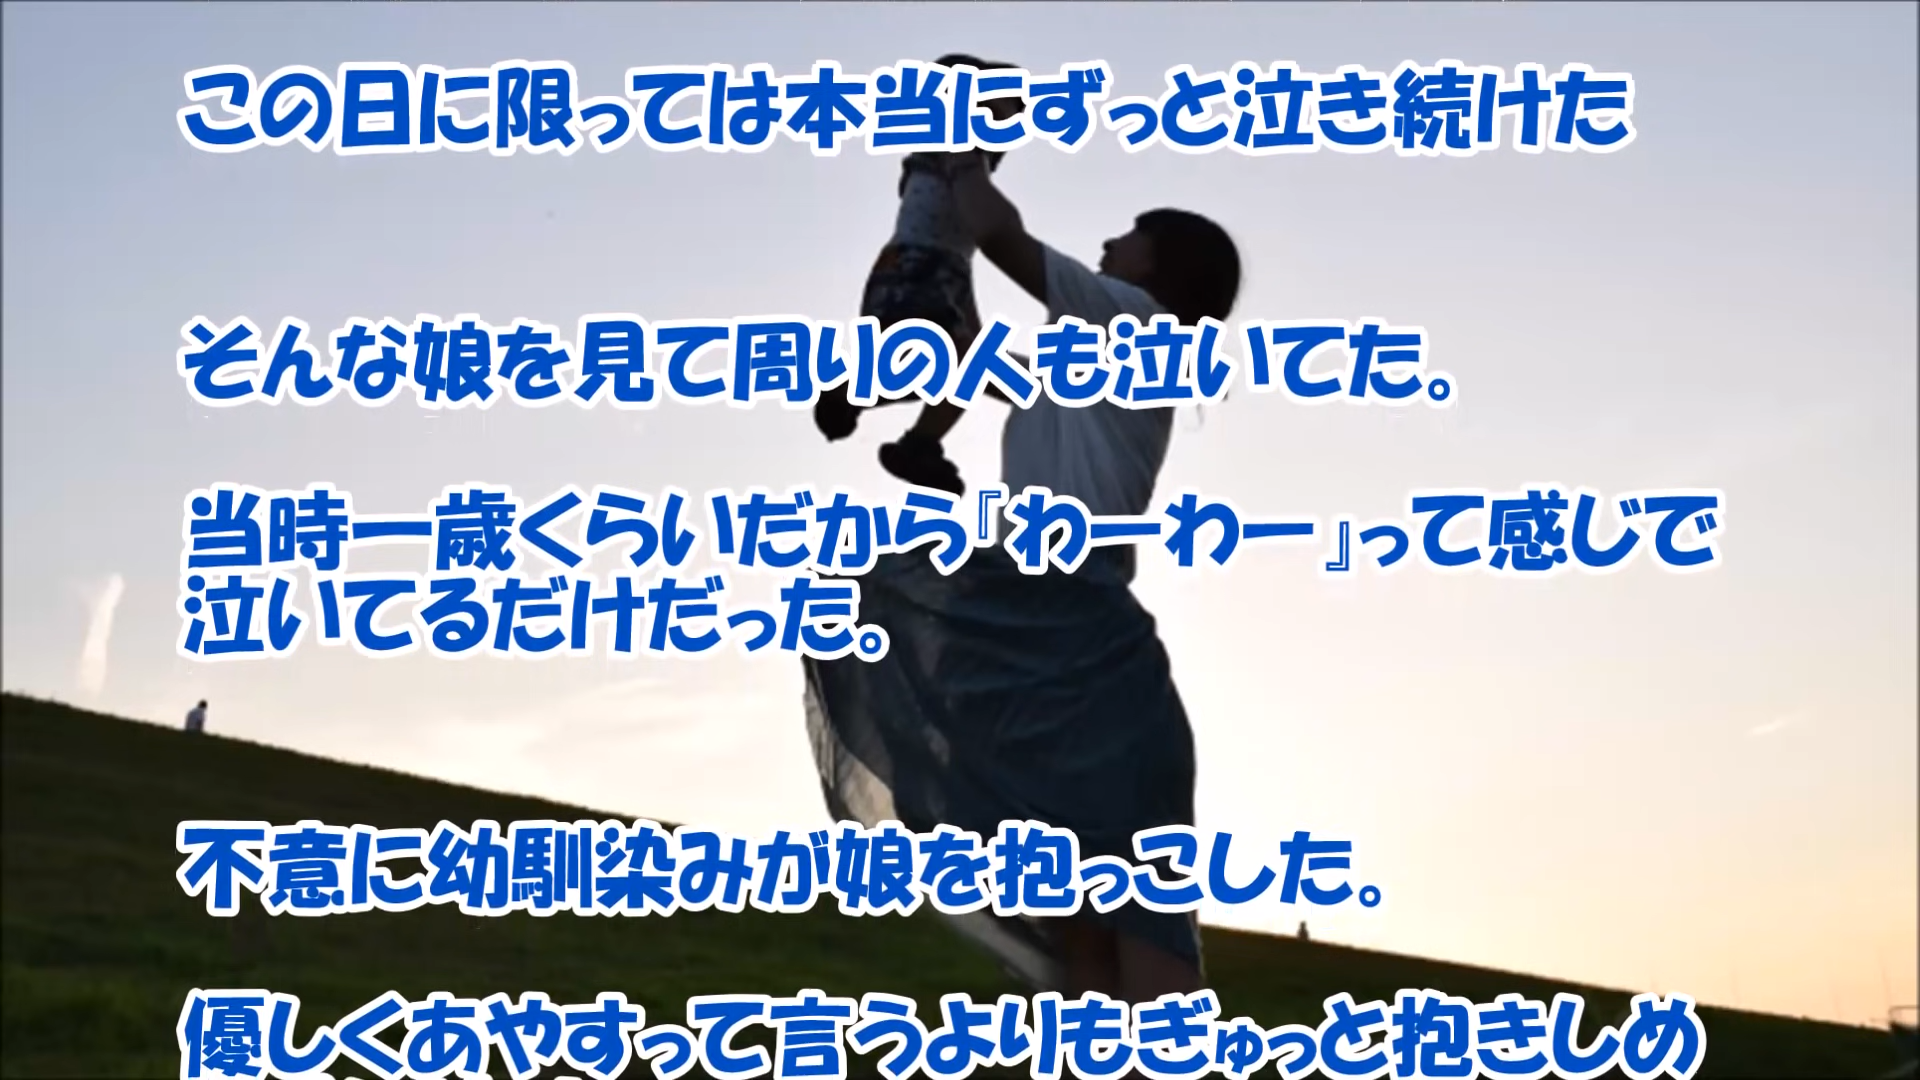 この日に限っては本当にずっと泣き続けた
そんな娘を見て周りの人も泣いてた。
当時一歳くらいだから『わーわー』って感じで
泣いてるだけだった。
不意に幼馴染みが娘を抱っこした。
優しくあやすって言うよりもぎゅっと抱きしめ